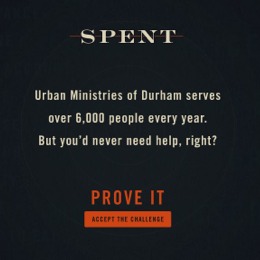 SPENT
Urban Ministries of Durham serves
over 6,000 people every year.
But you'd never need help, right?
PROVE IT
ACCEPT THE CHALLENGE